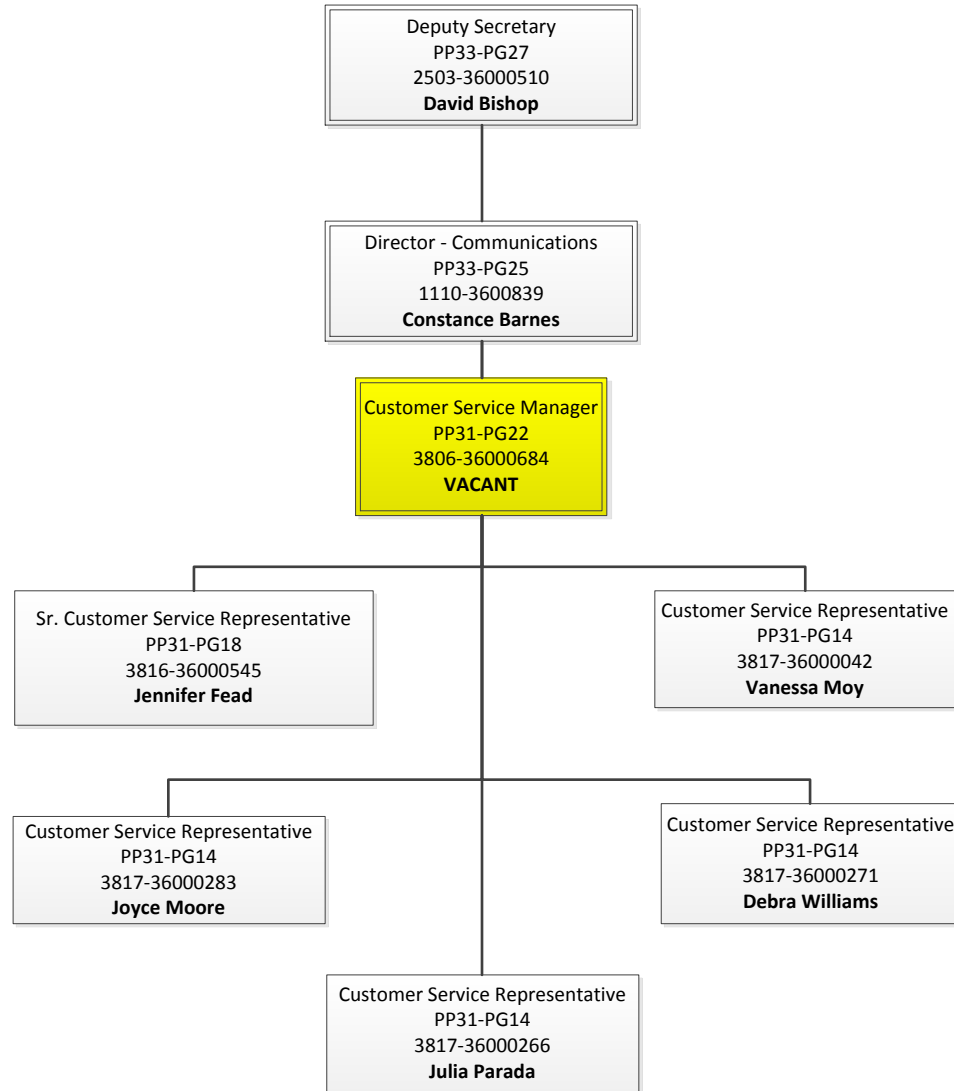 Deputy Secretary
PP33-PG27
2503-36000510
David Bishop
Director - Communications
PP33-PG25
1110-3600839
Constance Barnes
Customer Service Manager
PP31-PG22
3806-36000684
VACANT
Sr. Customer Service Representative
PP31-PG18
3816-36000545
Jennifer Fead
Customer Service Representative
PP31-PG14
3817-36000042
Vanessa Moy
Customer Service Representative
PP31-PG14
3817-36000283
Joyce Moore
Customer Service Representative
PP31-PG14
3817-36000271
Debra Williams
Customer Service Representative
PP31-PG14
3817-36000266
Julia Parada